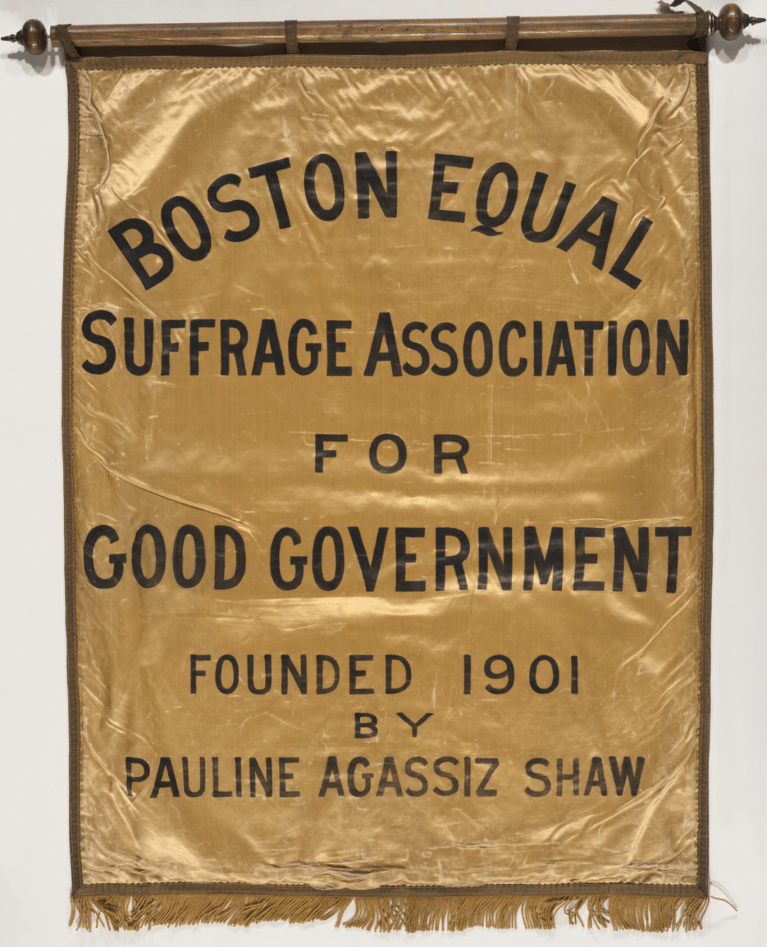 BOSTON EQUAL
SUFFRAGE ASSOCIATION
FOR
GOOD GOVERNMENT
FOUNDED 1901
BY
PAULINE AGASSIZ SHAW